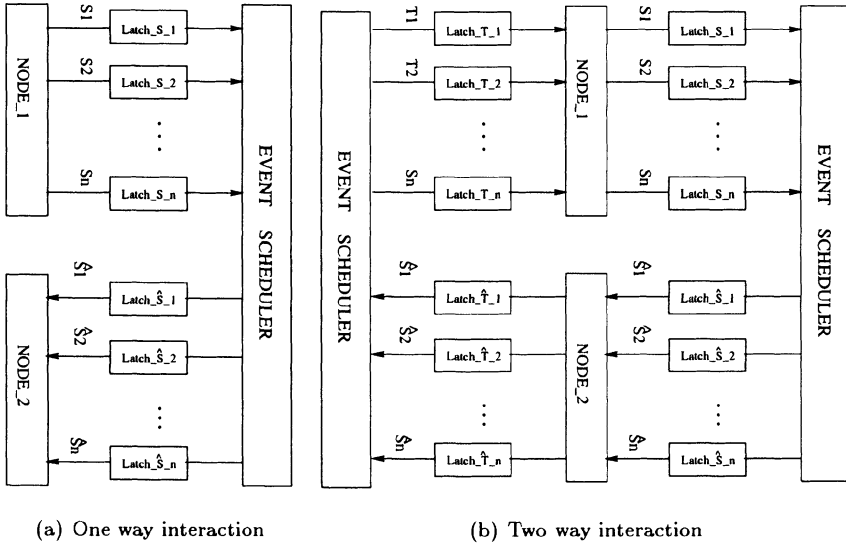 S1
Latch_S_1
S2
Latch_S_2
Sn
Latch_S_n
NODE_1
EVENT SCHEDULER
Ŝ1
Latch_Ŝ_1
Ŝ2
Latch_Ŝ_2
Ŝn
Latch_Ŝ_n
NODE_2
(a) One way interaction
T1
Latch_T_1
T2
Latch_T_2
Sn
Latch_T_n
EVENT SCHEDULER
NODE_1
S1
Latch_S_1
S2
Latch_S_2
Sn
Latch_S_n
EVENT SCHEDULER
Ŝ1
Latch_T̂_1
Ŝ2
Latch_T̂_2
Ŝn
Latch_T̂_n
NODE_2
Ŝ1
Latch_Ŝ_1
Ŝ2
Latch_Ŝ_2
Ŝn
Latch_Ŝ_n
(b) Two way interaction